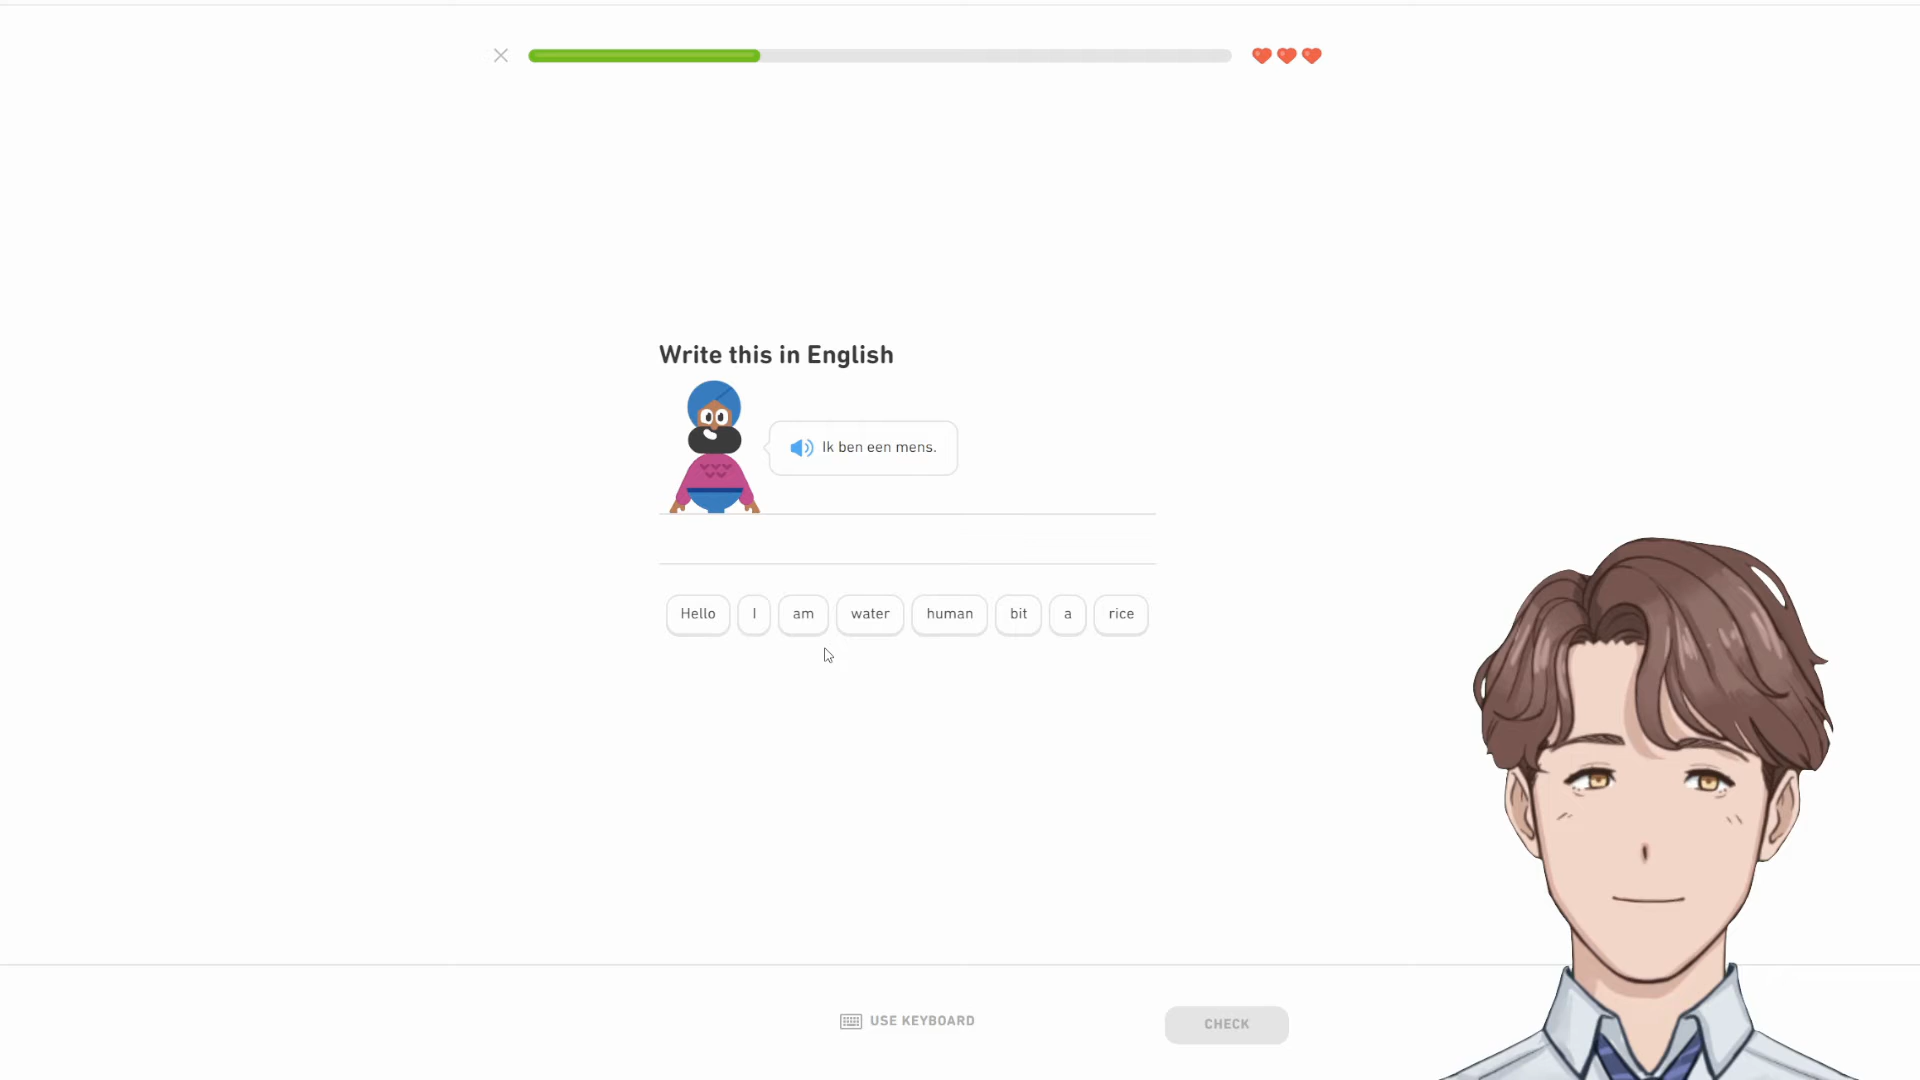 Write this in English
Ik ben een mens.
Hello I am water human bit a rice
USE KEYBOARD CHECK